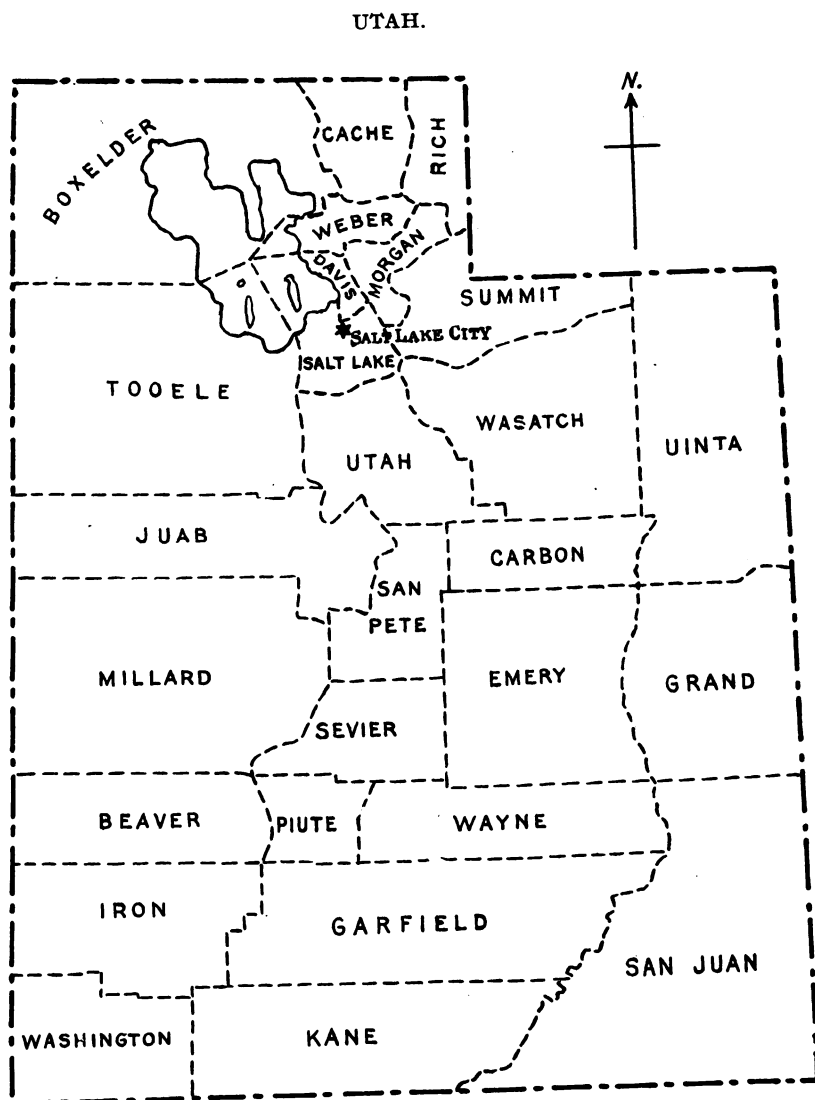 UTAH.
N.
BOXELDER
CACHE
RICH
WEBER
DAVIS
MORGAN
SUMMIT
SALT LAKE CITY
SALT LAKE
TOOELE
WASATCH
UINTA
UTAH
JUAB
CARBON
SAN
PETE
MILLARD
EMERY
GRAND
SEVIER
BEAVER
PIUTE
WAYNE
IRON
GARFIELD
SAN JUAN
WASHINGTON
KANE